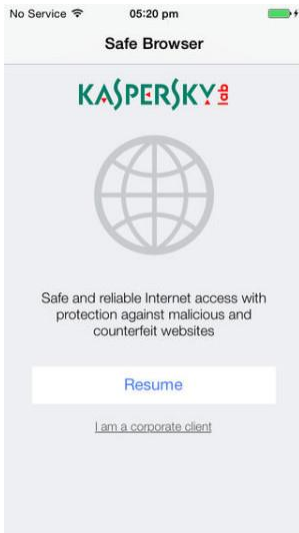 No Service 05:20 pm
Safe Browser
KASPERSKY lab
Safe and reliable Internet access with
protection against malicious and
counterfeit websites
Resume
I am a corporate client